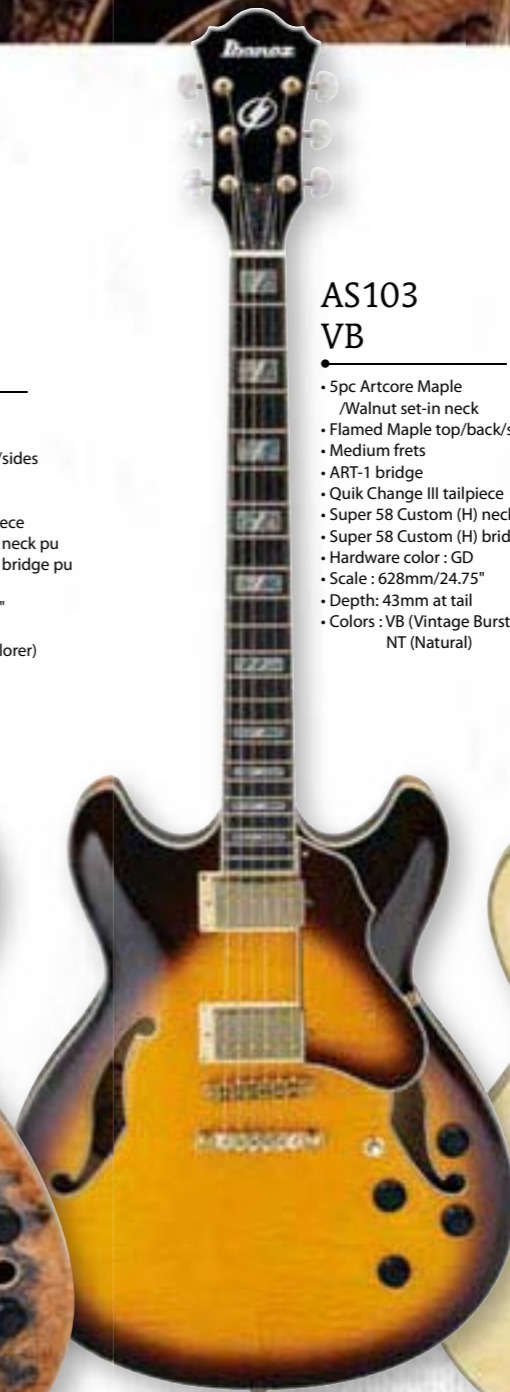 Ibanez
AS103
VB
• 5pc Artcore Maple
/Walnut set-in neck
• Flamed Maple top/back/s
• Medium frets
• ART-1 bridge
• Quik Change III tailpiece
• Super 58 Custom (H) neck
• Super 58 Custom (H) brid
• Hardware color : GD
• Scale : 628mm/24.75"
• Depth: 43mm at tail
• Colors : VB (Vintage Burst
NT (Natural)
/sides
ece
neck pu
bridge pu
"
lorer)